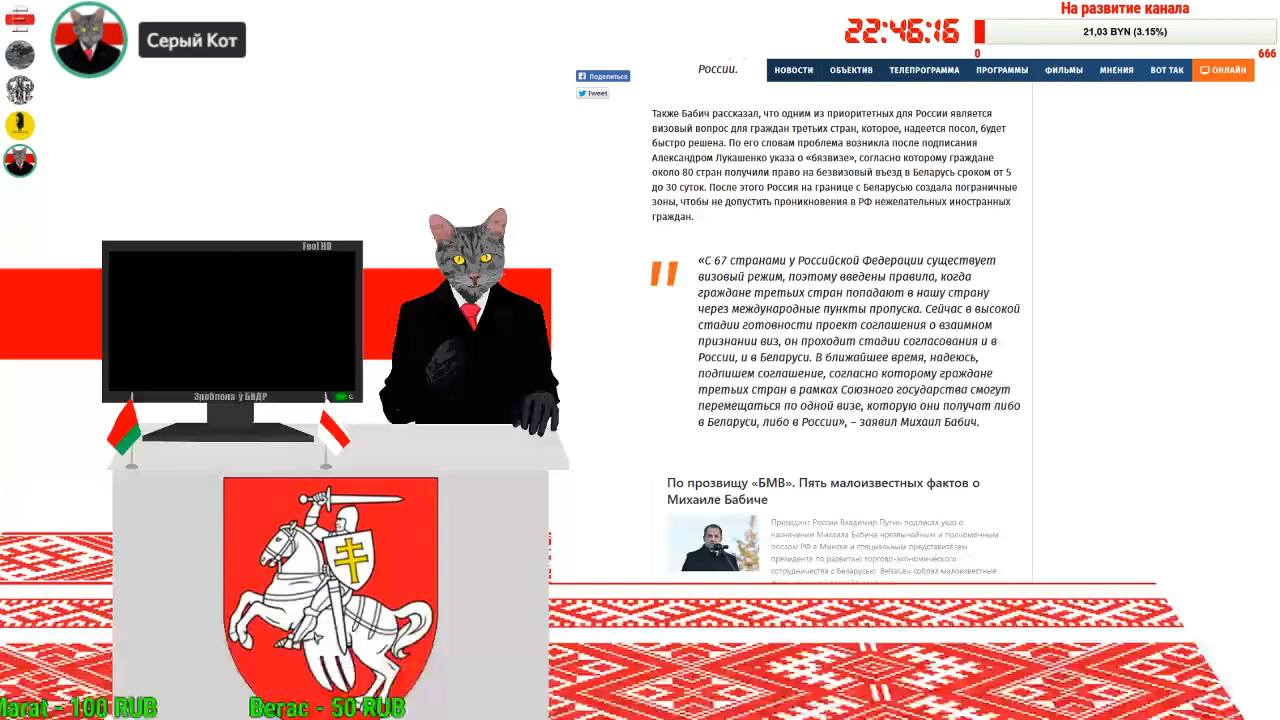 Серый Кот
22:46:16
На развитие канала
21,03 BYN (3.15%)
0
666
Поделиться
Tweet
России.
НОВОСТИ ОБЪЕКТИВ ТЕЛЕПРОГРАММА ПРОГРАММЫ ФИЛЬМЫ МНЕНИЯ ВОТ ТАК ОНЛАЙН
Также Бабич рассказал, что одним из приоритетных для России является
визовый вопрос для граждан третьих стран, которое, надеется посол, будет
быстро решена. По его словам проблема возникла после подписания
Александром Лукашенко указа о «бязвизе», согласно которому граждане
около 80 стран получили право на безвизовый въезд в Беларусь сроком от 5
до 30 суток. После этого Россия на границе с Беларусью создала пограничные
зоны, чтобы не допустить проникновения в РФ нежелательных иностранных
граждан.
«С 67 странами у Российской Федерации существует
визовый режим, поэтому введены правила, когда
граждане третьих стран попадают в нашу страну
через международные пункты пропуска. Сейчас в высокой
стадии готовности проект соглашения о взаимном
признании виз, он проходит стадии согласования и в
России, и в Беларуси. В ближайшее время, надеюсь,
подпишем соглашение, согласно которому граждане
третьих стран в рамках Союзного государства смогут
перемещаться по одной визе, которую они получат либо
в Беларуси, либо в России», – заявил Михаил Бабич.
По прозвищу «БМВ». Пять малоизвестных фактов о
Михаиле Бабиче
Президент России Владимир Путин подписал указ о
назначении Михаила Бабича чрезвычайным и полномочным
послом РФ в Минске и специальным представителем
президента по развитию торгово-экономического
сотрудничества с Беларусью. Belsat.eu собрал малоизвестные
Fool HD
Зроблена ў БНДР
Marat - 100 RUB
Berac - 50 RUB